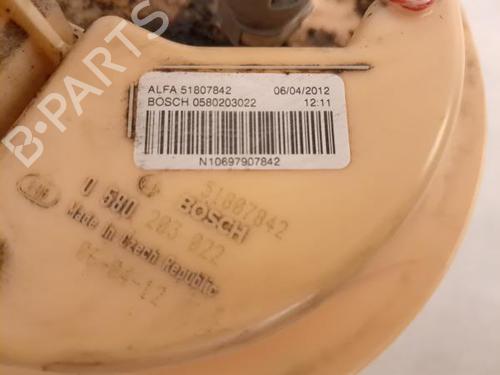 ALFA 51807842 06/04/2012
BOSCH 0580203022 12:11
N10697907842
51807842
BOSCH
0 580 203 022
Made in Czech Republic
06-04-12
B-PARTS